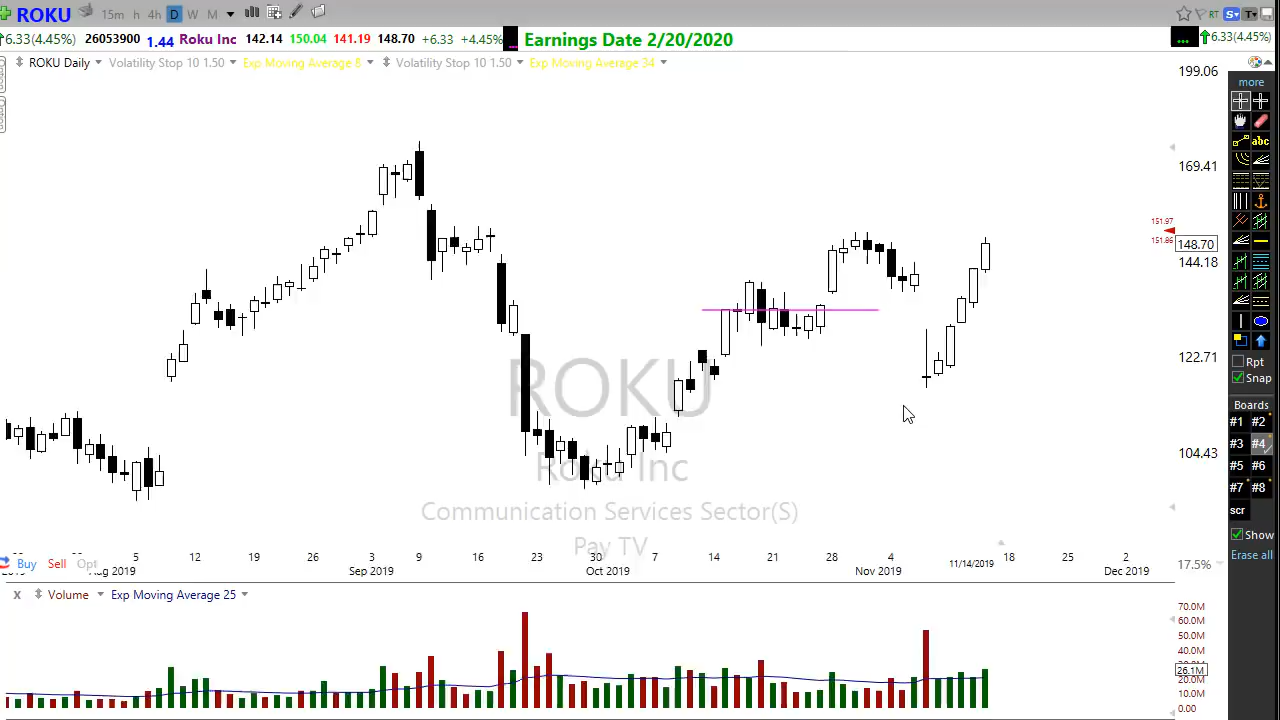 ROKU 15m h 4h D W M RT S T
6.33(4.45%) 26053900 1.44 Roku Inc 142.14 150.04 141.19 148.70 +6.33 +4.45% ... Earnings Date 2/20/2020 ... 6.33(4.45%)
ROKU Daily Volatility Stop 10 1.50 Exp Moving Average 8 Volatility Stop 10 1.50 Exp Moving Average 34
199.06
169.41
151.97
151.86
148.70
144.18
122.71
104.43
17.5%
more
abc
Rpt
Snap
Boards
#1 #2
#3 #4
#5 #6
#7 #8
scr
Show
Erase all
ROKU
Roku Inc
Communication Services Sector(S)
Pay TV
5 12 19 26 3 9 16 23 30 7 14 21 28 4 18 25 2
Aug 2019 Sep 2019 Oct 2019 Nov 2019 11/14/2019 Dec 2019
Buy Sell Opt
X Volume Exp Moving Average 25
70.0M
60.0M
50.0M
40.0M
26.1M
20.0M
10.0M
0.00